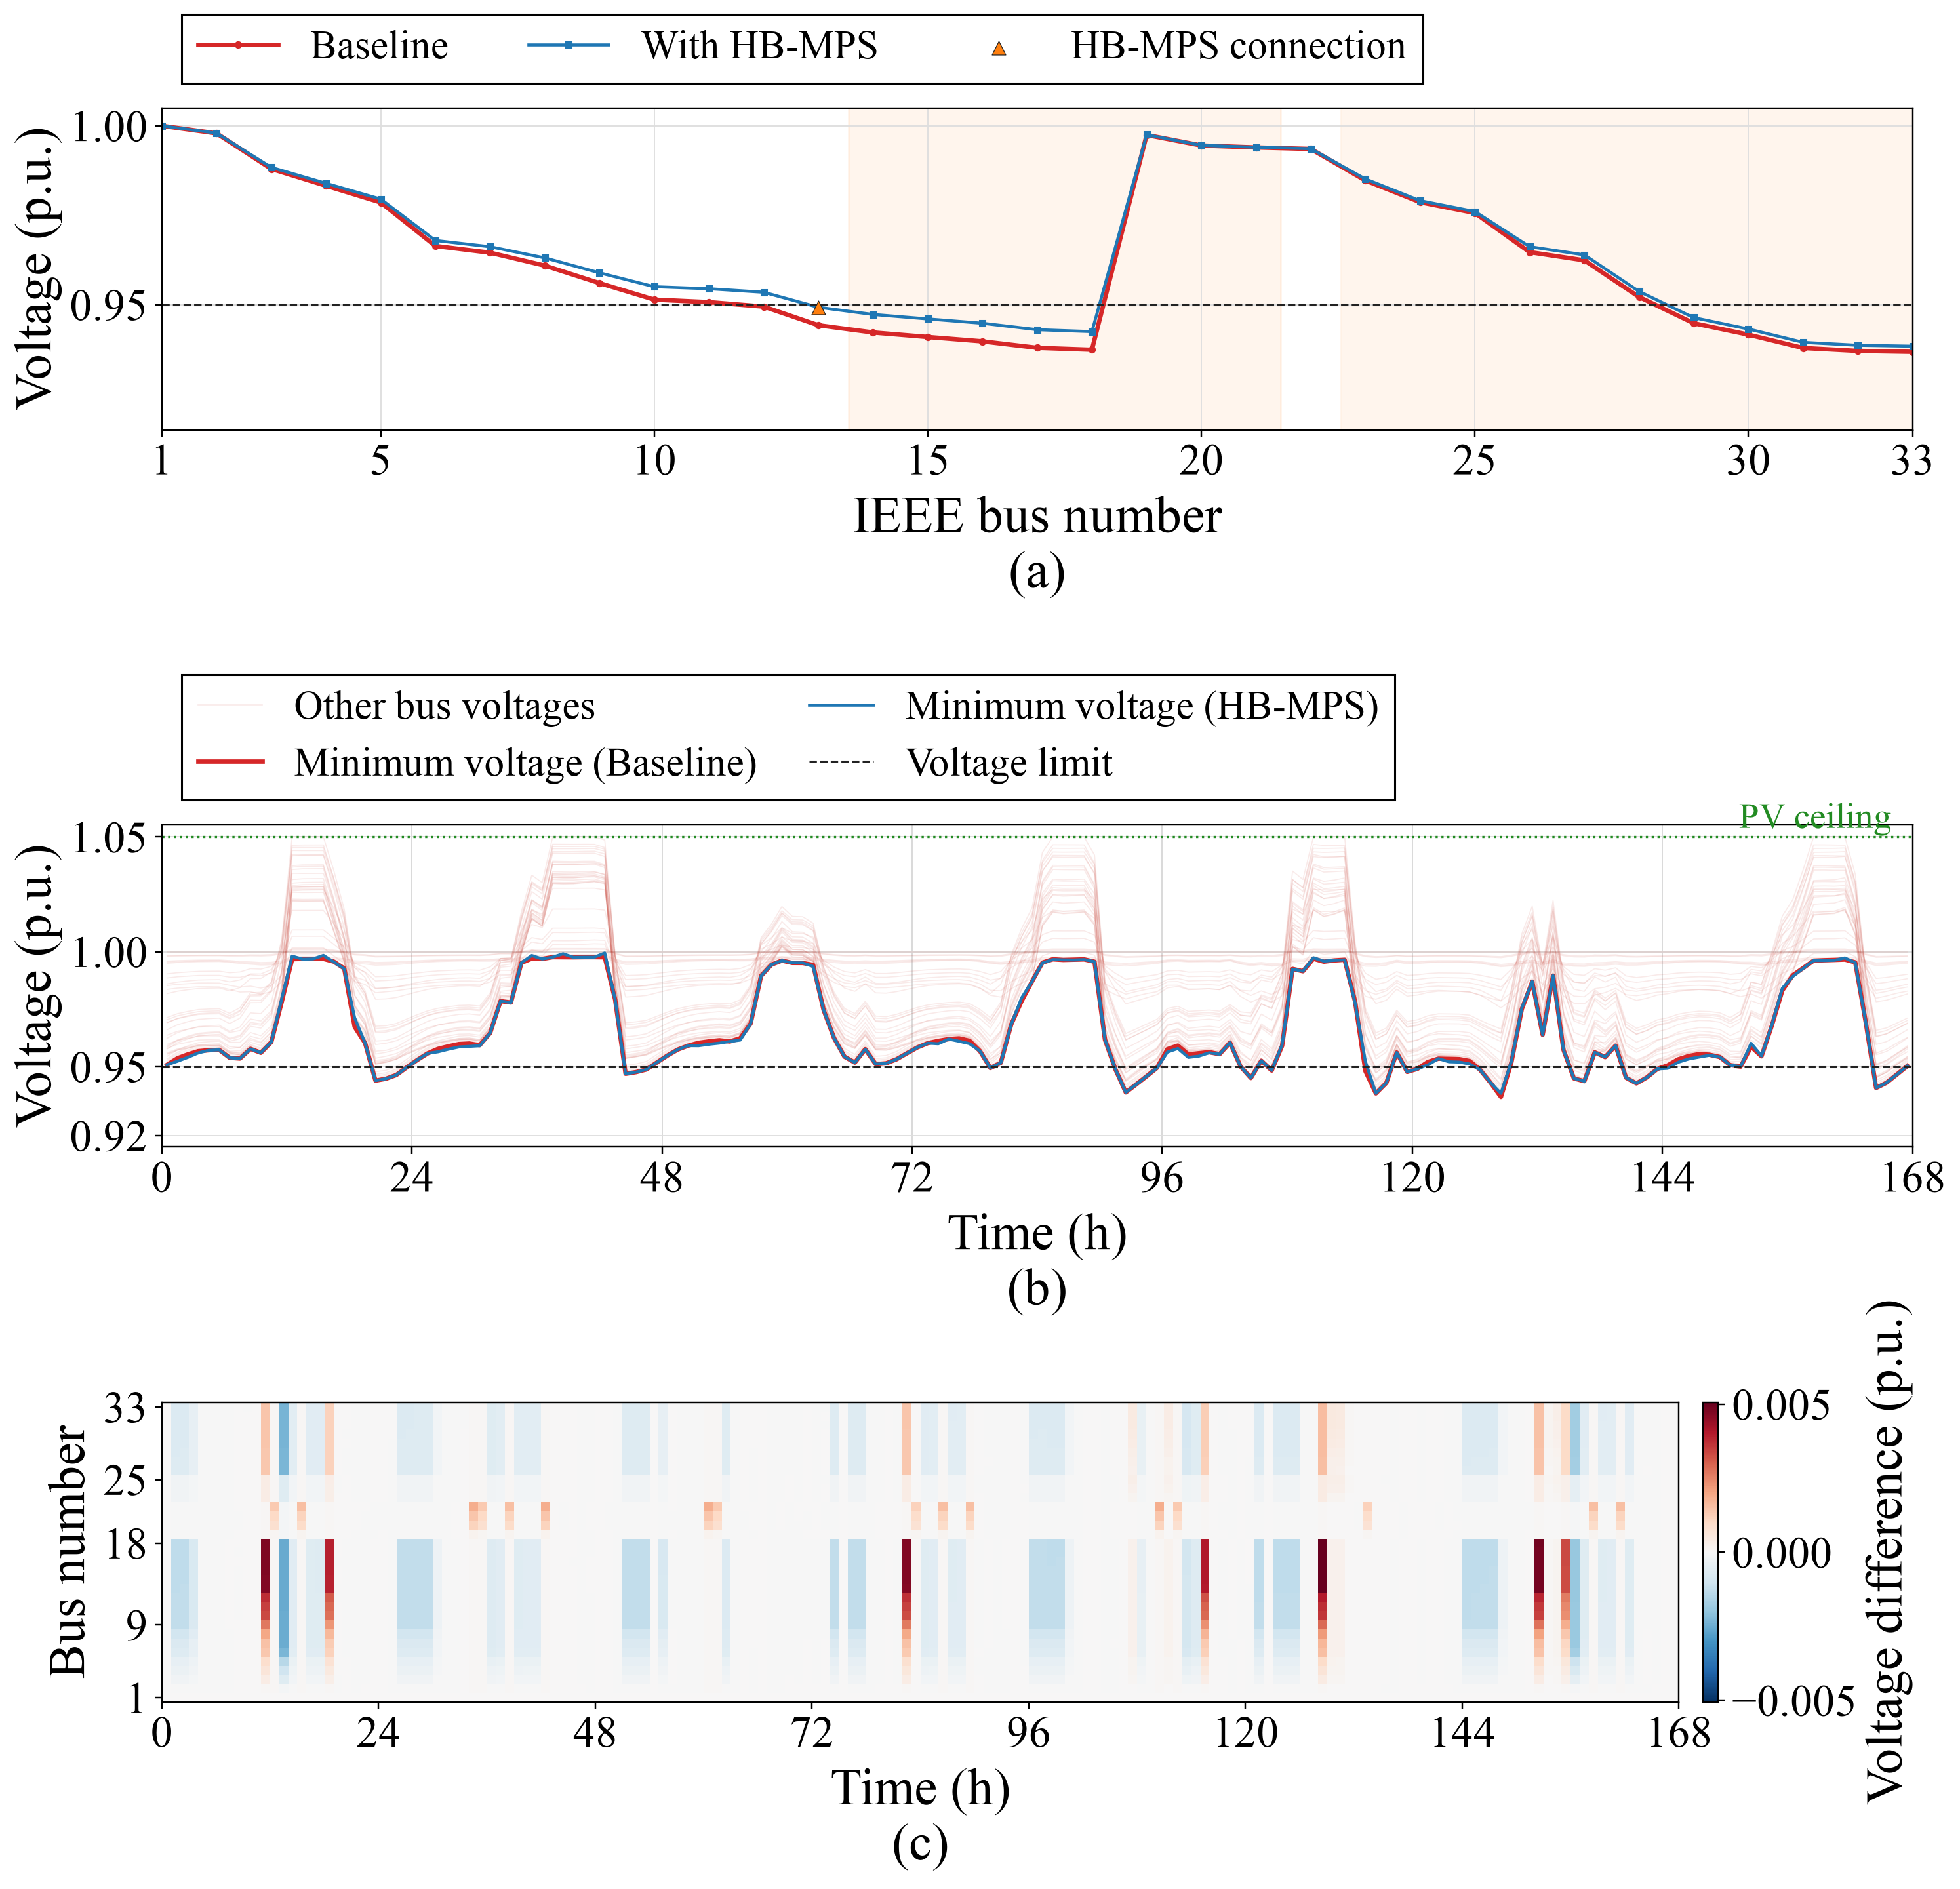 Baseline With HB-MPS HB-MPS connection
Voltage (p.u.)
1.00
0.95
1 5 10 15 20 25 30 33
IEEE bus number
(a)
Other bus voltages Minimum voltage (HB-MPS)
Minimum voltage (Baseline) Voltage limit
PV ceiling
Voltage (p.u.)
1.05
1.00
0.95
0.92
0 24 48 72 96 120 144 168
Time (h)
(b)
Bus number
33
25
18
9
1
0 24 48 72 96 120 144 168
Time (h)
(c)
0.005
0.000
−0.005
Voltage difference (p.u.)